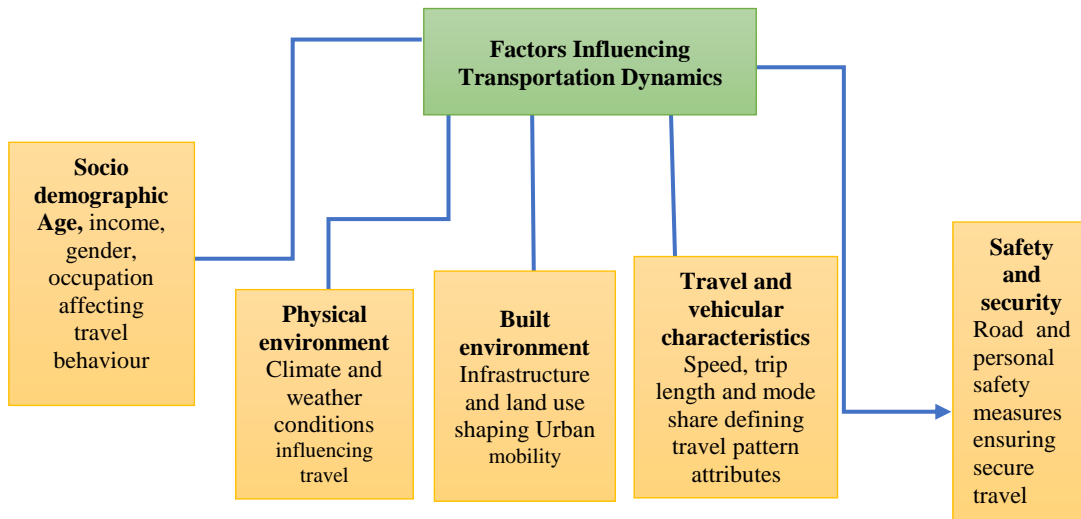 Factors Influencing
Transportation Dynamics
Socio
demographic
Age, income,
gender,
occupation
affecting
travel
behaviour
Physical
environment
Climate and
weather
conditions
influencing
travel
Built
environment
Infrastructure
and land use
shaping Urban
mobility
Travel and
vehicular
characteristics
Speed, trip
length and mode
share defining
travel pattern
attributes
Safety
and
security
Road and
personal
safety
measures
ensuring
secure
travel